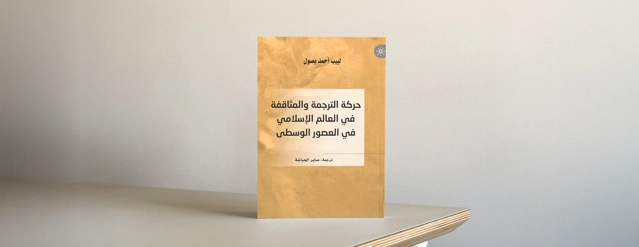 لبيب أحمد بصول
حركة الترجمة والمثاقفة
في العالم الإسلامي
في العصور الوسطى
ترجمة: صابر الحباشة